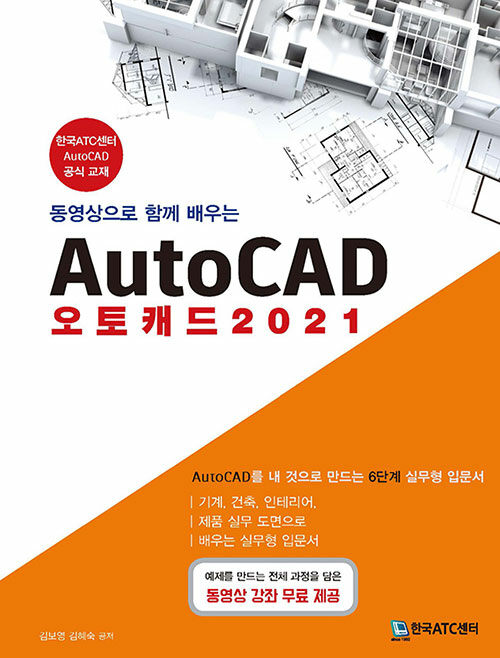 한국ATC센터
AutoCAD
공식 교재
동영상으로 함께 배우는
AutoCAD
오토캐드2021
AutoCAD를 내 것으로 만드는 6단계 실무형 입문서
| 기계, 건축, 인테리어,
| 제품 실무 도면으로
| 배우는 실무형 입문서
예제를 만드는 전체 과정을 담은
동영상 강좌 무료 제공
김보영 김혜숙 공저
한국ATC센터
since 1992